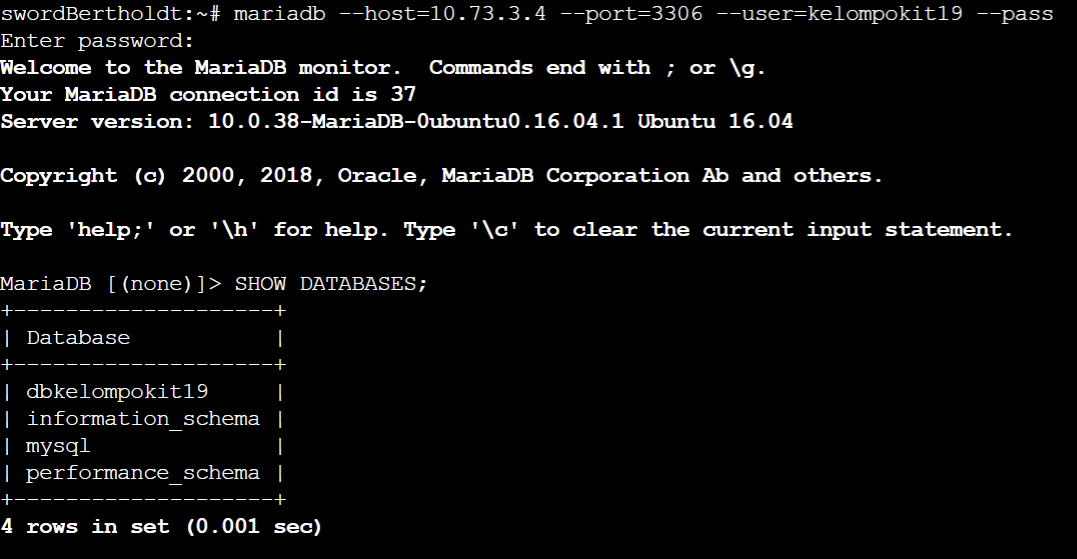 swordBertholdt:~# mariadb --host=10.73.3.4 --port=3306 --user=kelompokit19 --pass
Enter password:
Welcome to the MariaDB monitor.  Commands end with ; or \g.
Your MariaDB connection id is 37
Server version: 10.0.38-MariaDB-0ubuntu0.16.04.1 Ubuntu 16.04

Copyright (c) 2000, 2018, Oracle, MariaDB Corporation Ab and others.

Type 'help;' or '\h' for help. Type '\c' to clear the current input statement.

MariaDB [(none)]> SHOW DATABASES;
+--------------------+
| Database           |
+--------------------+
| dbkelompokit19     |
| information_schema |
| mysql              |
| performance_schema |
+--------------------+
4 rows in set (0.001 sec)